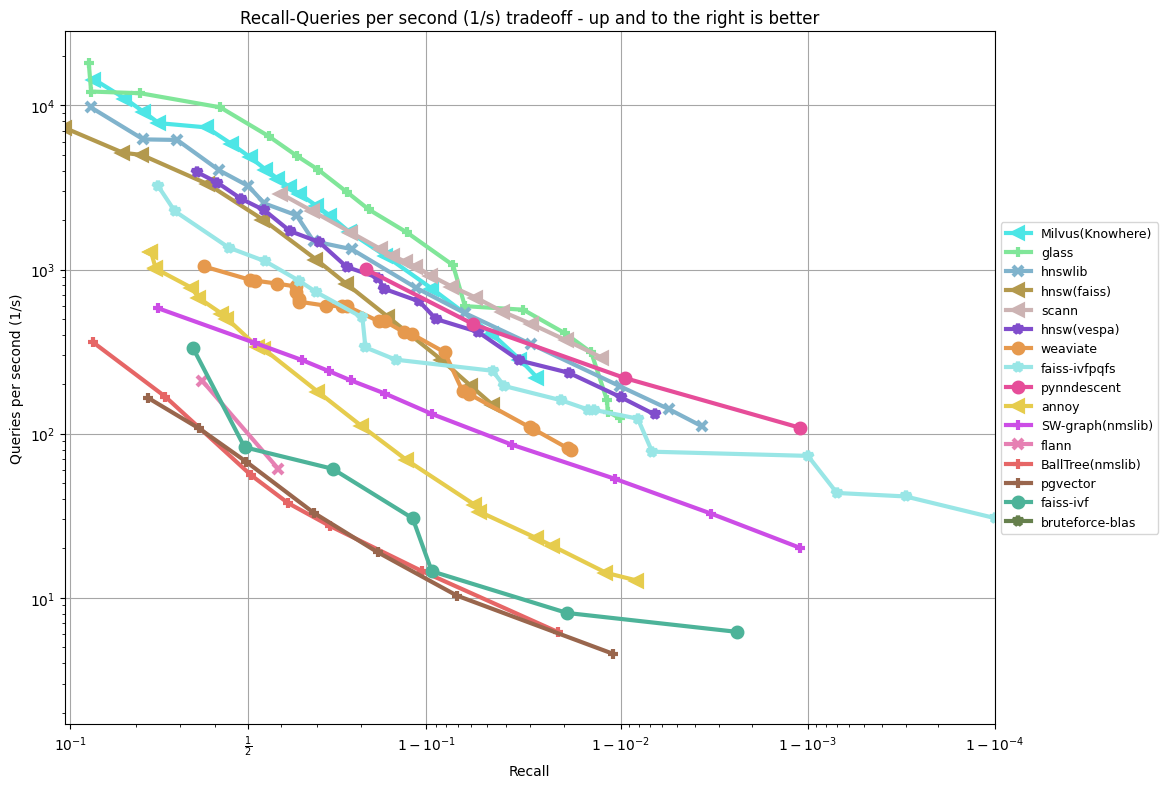 Recall-Queries per second (1/s) tradeoff - up and to the right is better
Queries per second (1/s)
10⁴
10³
10²
10¹
10⁻¹
1/2
1−10⁻¹
1−10⁻²
1−10⁻³
1−10⁻⁴
Recall
Milvus(Knowhere)
glass
hnswlib
hnsw(faiss)
scann
hnsw(vespa)
weaviate
faiss-ivfpqfs
pynndescent
annoy
SW-graph(nmslib)
flann
BallTree(nmslib)
pgvector
faiss-ivf
bruteforce-blas